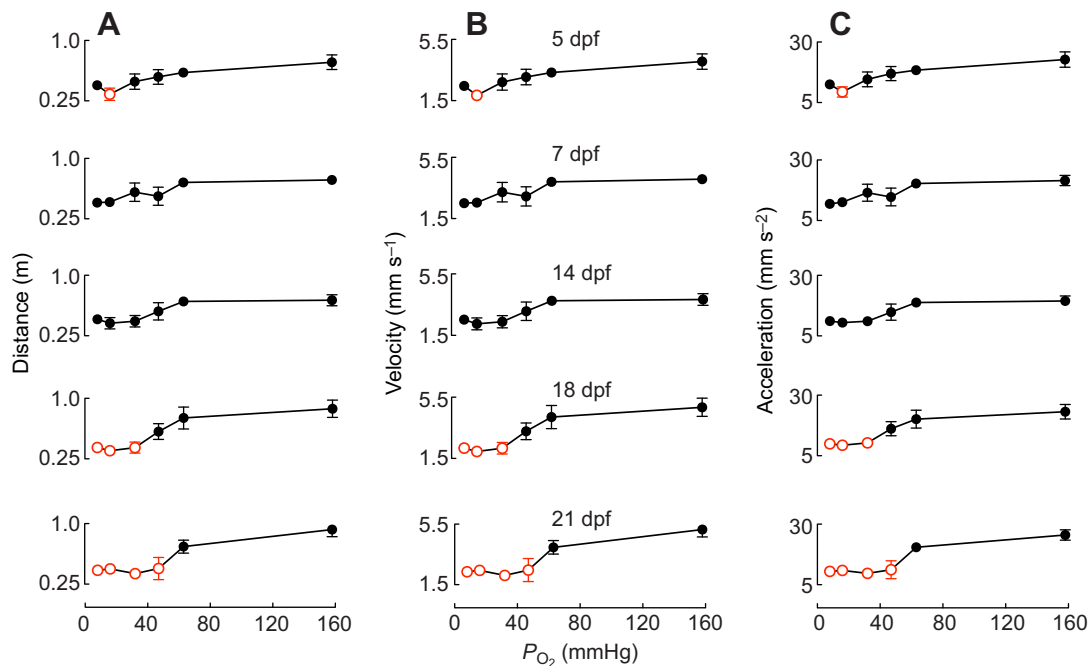 A B C
5 dpf
1.0 5.5 30
0.25 1.5 5
7 dpf
1.0 5.5 30
0.25 1.5 5
Distance (m) Velocity (mm s⁻¹) Acceleration (mm s⁻²)
14 dpf
1.0 5.5 30
0.25 1.5 5
18 dpf
1.0 5.5 30
0.25 1.5 5
21 dpf
1.0 5.5 30
0.25 1.5 5
0 40 80 120 160 0 40 80 120 160 0 40 80 120 160
P_O₂ (mmHg)